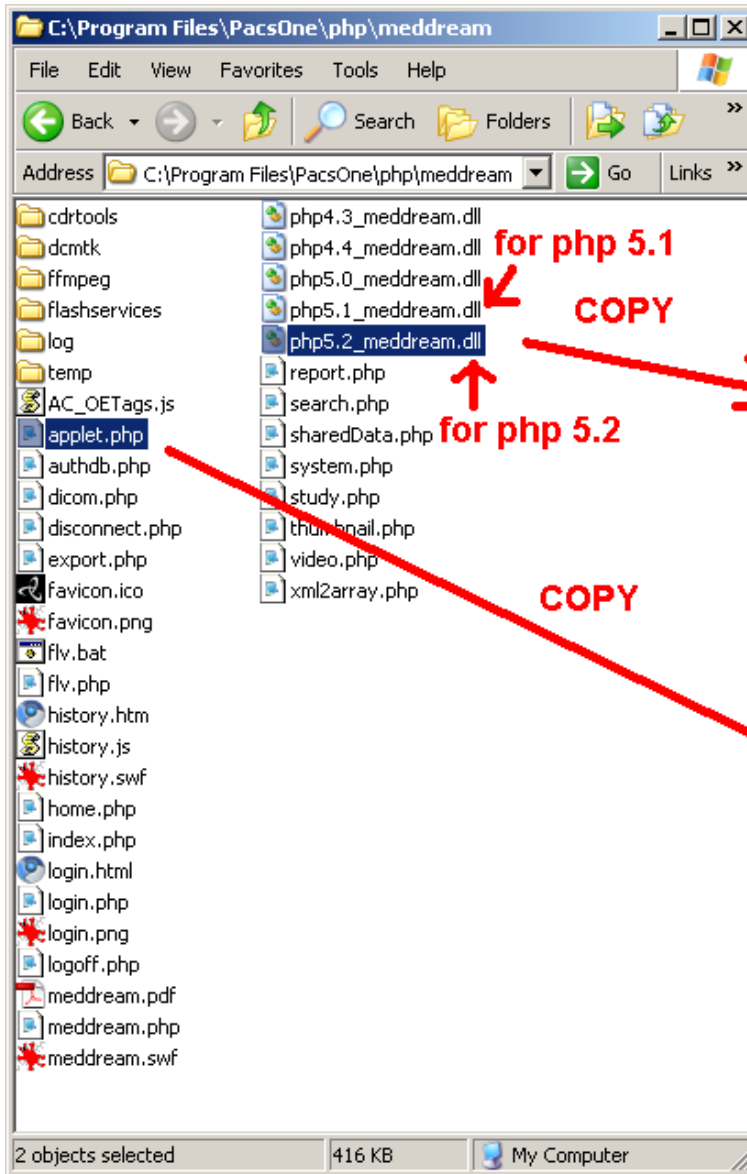 C:\Program Files\PacsOne\php\meddream
File Edit View Favorites Tools Help
Back Search Folders »
Address C:\Program Files\PacsOne\php\meddream Go Links »
cdrtools
dcmtk
ffmpeg
flashservices
log
temp
AC_OETags.js
applet.php
authdb.php
dicom.php
disconnect.php
export.php
favicon.ico
favicon.png
flv.bat
flv.php
history.htm
history.js
history.swf
home.php
index.php
login.html
login.php
login.png
logoff.php
meddream.pdf
meddream.php
meddream.swf
php4.3_meddream.dll
php4.4_meddream.dll
php5.0_meddream.dll
php5.1_meddream.dll
php5.2_meddream.dll
report.php
search.php
sharedData.php
system.php
study.php
thumbnail.php
video.php
xml2array.php
for php 5.1
COPY
for php 5.2
COPY
2 objects selected 416 KB My Computer